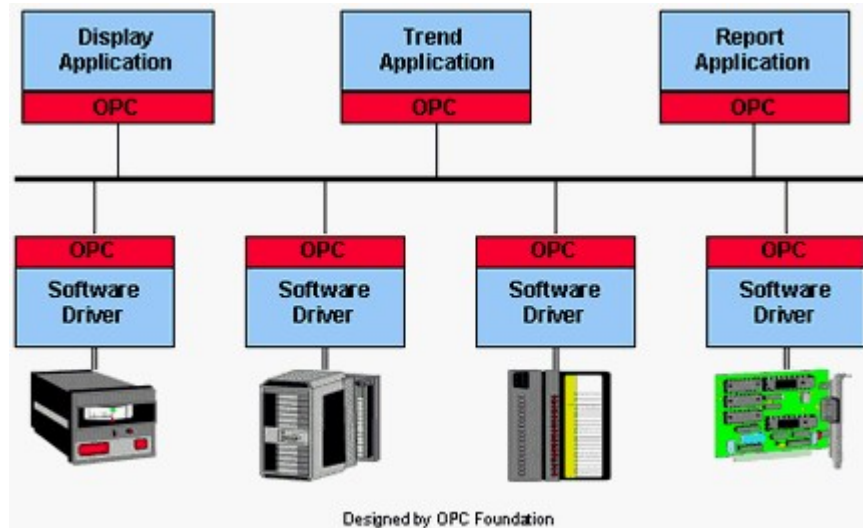 Display
Application
OPC
Trend
Application
OPC
Report
Application
OPC
OPC
Software
Driver
OPC
Software
Driver
OPC
Software
Driver
OPC
Software
Driver
Designed by OPC Foundation